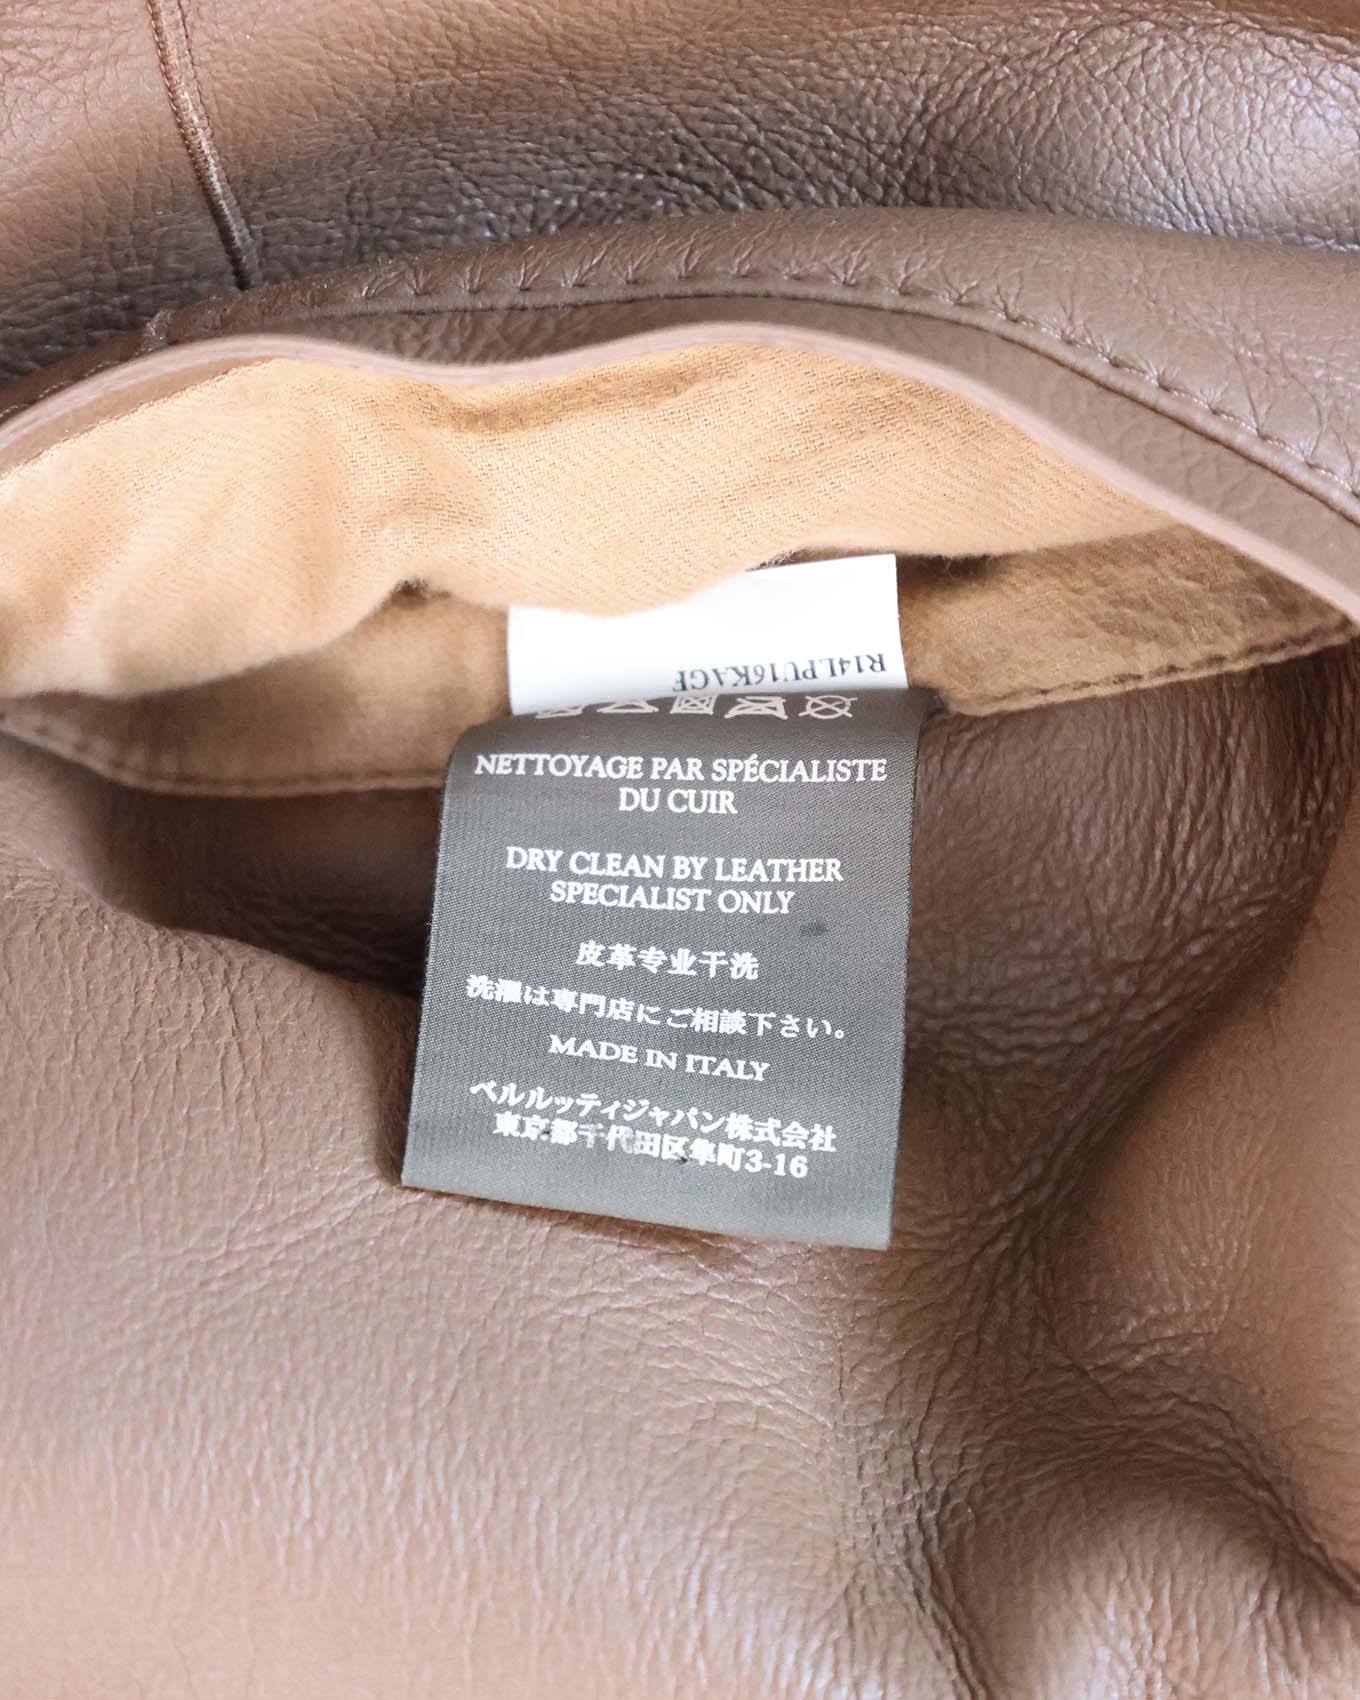 R14LPU16KAGF
NETTOYAGE PAR SPÉCIALISTE
DU CUIR
DRY CLEAN BY LEATHER
SPECIALIST ONLY
皮革专业干洗
洗濯は専門店にご相談下さい。
MADE IN ITALY
ベルルッティジャパン株式会社
東京都千代田区隼町3-16